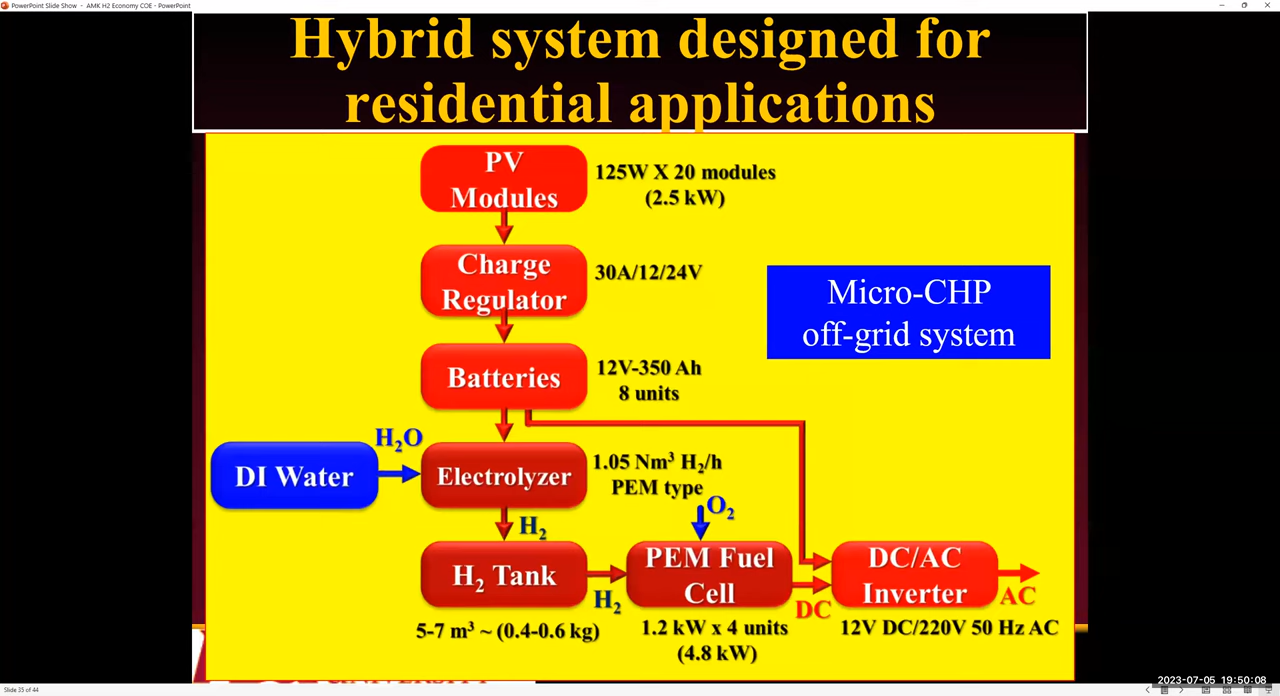 PowerPoint Slide Show - AMK H2 Economy COE - PowerPoint
Hybrid system designed for
residential applications
PV
Modules
125W X 20 modules
(2.5 kW)
Charge
Regulator
30A/12/24V
Micro-CHP
off-grid system
Batteries
12V-350 Ah
8 units
H₂O
DI Water
Electrolyzer
1.05 Nm³ H₂/h
PEM type
O₂
H₂
H₂ Tank
H₂
PEM Fuel
Cell
DC
DC/AC
Inverter
AC
5-7 m³ ~ (0.4-0.6 kg)
1.2 kW x 4 units
(4.8 kW)
12V DC/220V 50 Hz AC
Slide 35 of 44
2023-07-05 19:50:08